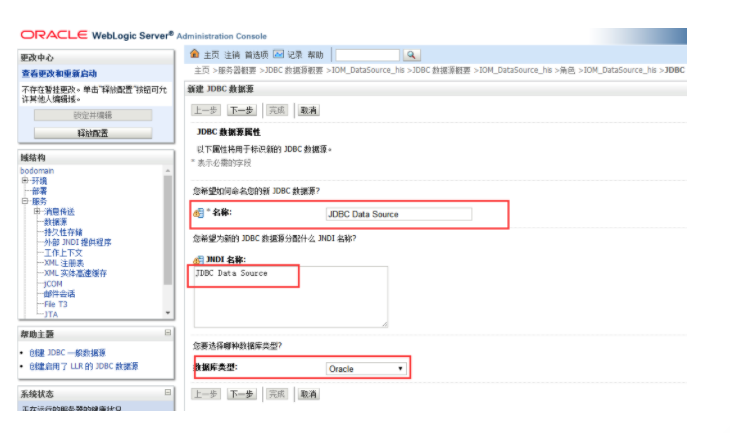 ORACLE WebLogic Server® Administration Console
更改中心
查看更改和重新启动
不存在暂挂更改。单击"释放配置"按钮可允
许其他人编辑域。
锁定并编辑
释放配置
域结构
bodomain
环境
部署
服务
消息传送
数据源
持久性存储
外部 JNDI 提供程序
工作上下文
XML 注册表
XML 实体高速缓存
jCOM
邮件会话
File T3
JTA
帮助主题
• 创建 JDBC 一般数据源
• 创建启用了 LLR 的 JDBC 数据源
系统状态
正在运行的服务器的健康状况
主页 注销 首选项 记录 帮助
主页 >服务器概要 >JDBC 数据源概要 >IOM_DataSource_his >JDBC 数据源概要 >IOM_DataSource_his >角色 >IOM_DataSource_his >JDBC
新建 JDBC 数据源
上一步 下一步 完成 取消
JDBC 数据源属性
以下属性将用于标识新的 JDBC 数据源。
* 表示必需的字段
您希望如何命名您的新 JDBC 数据源?
* 名称: JDBC Data Source
您希望为新的 JDBC 数据源分配什么 JNDI 名称?
JNDI 名称:
JDBC Data Source
您要选择哪种数据库类型?
数据库类型: Oracle
上一步 下一步 完成 取消